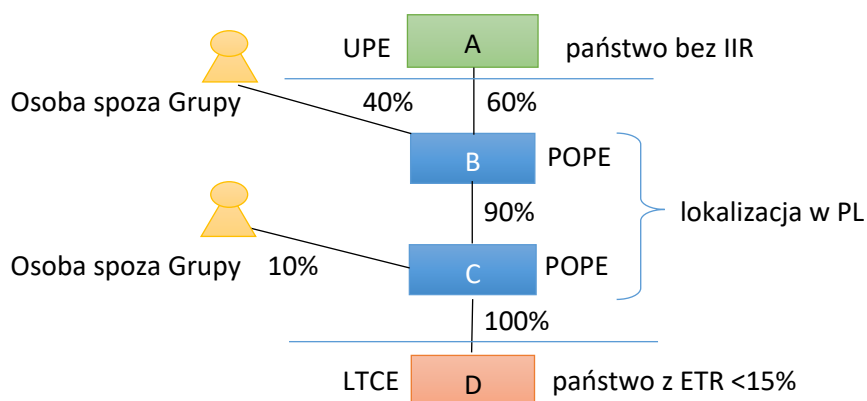 UPE A państwo bez IIR
Osoba spoza Grupy 40% 60%
B POPE
90% lokalizacja w PL
Osoba spoza Grupy 10% C POPE
100%
LTCE D państwo z ETR <15%